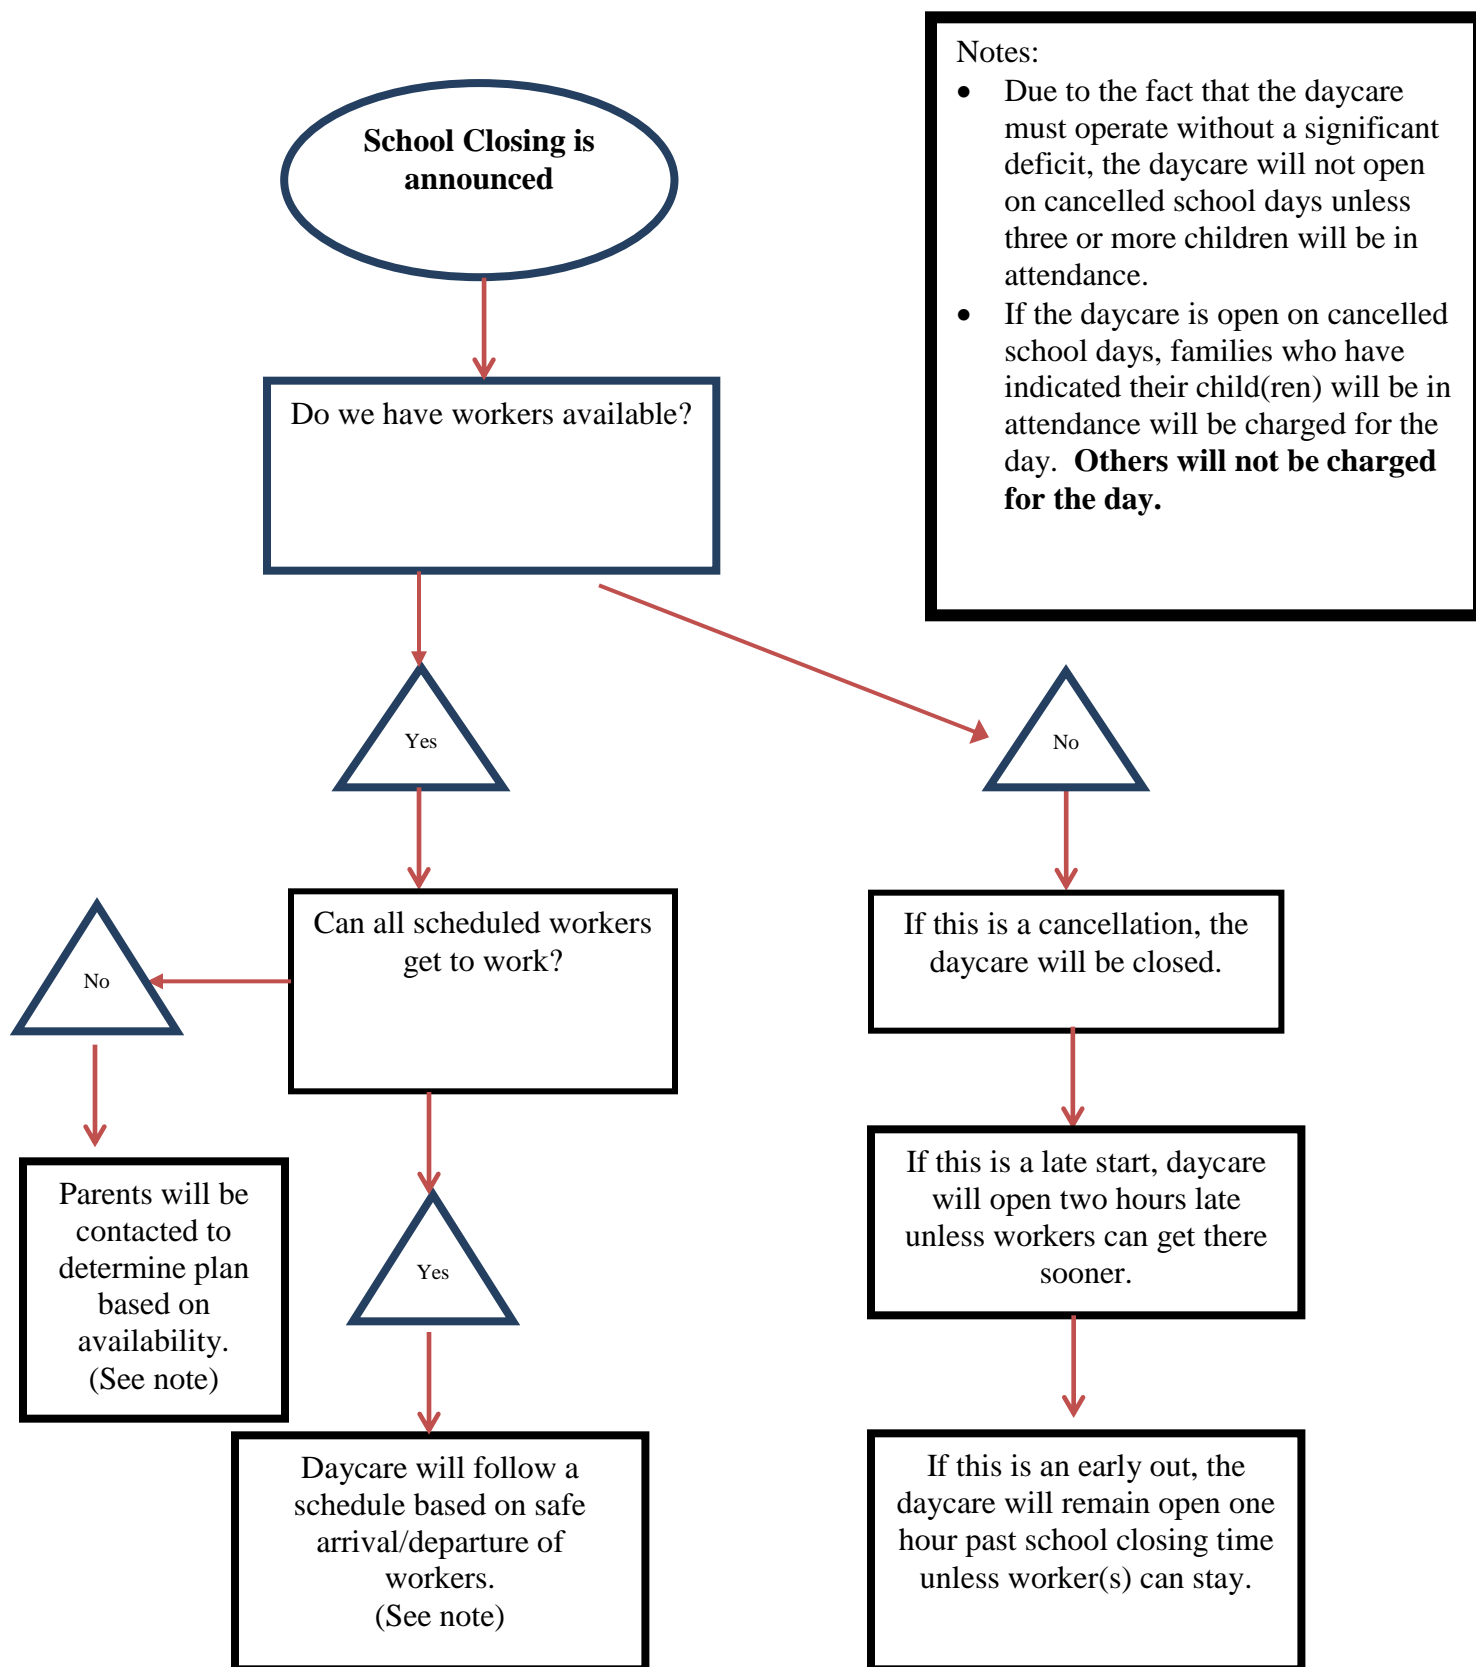 School Closing is
announced
Notes:
• Due to the fact that the daycare
must operate without a significant
deficit, the daycare will not open
on cancelled school days unless
three or more children will be in
attendance.
• If the daycare is open on cancelled
school days, families who have
indicated their child(ren) will be in
attendance will be charged for the
day.  Others will not be charged
for the day.
Do we have workers available?
Yes
No
Can all scheduled workers
get to work?
No
Parents will be
contacted to
determine plan
based on
availability.
(See note)
Yes
Daycare will follow a
schedule based on safe
arrival/departure of
workers.
(See note)
If this is a cancellation, the
daycare will be closed.
If this is a late start, daycare
will open two hours late
unless workers can get there
sooner.
If this is an early out, the
daycare will remain open one
hour past school closing time
unless worker(s) can stay.